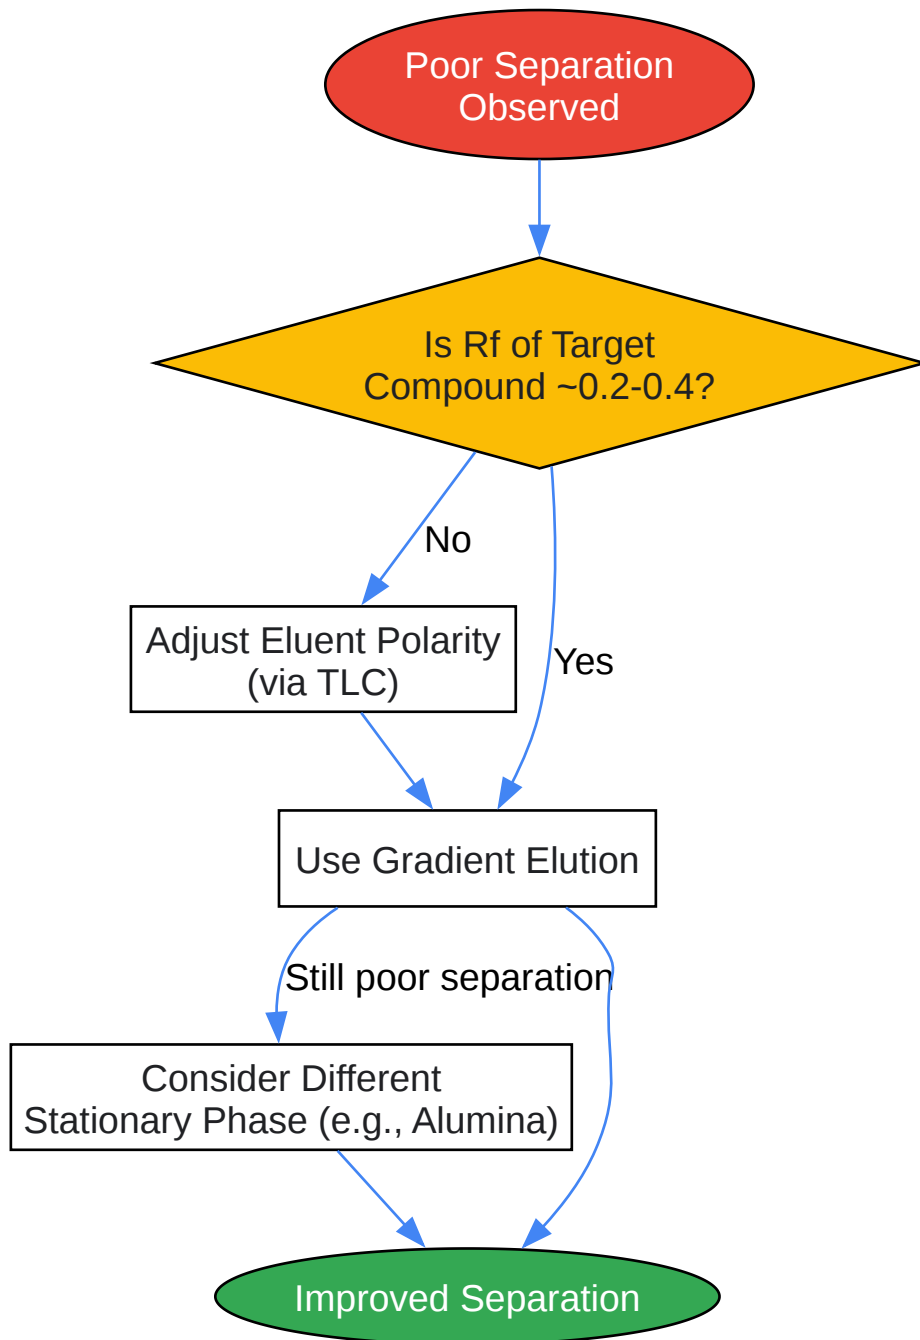 Poor Separation
Observed
Is Rf of Target
Compound ~0.2-0.4?
No
Adjust Eluent Polarity
(via TLC)
Yes
Use Gradient Elution
Still poor separation
Consider Different
Stationary Phase (e.g., Alumina)
Improved Separation